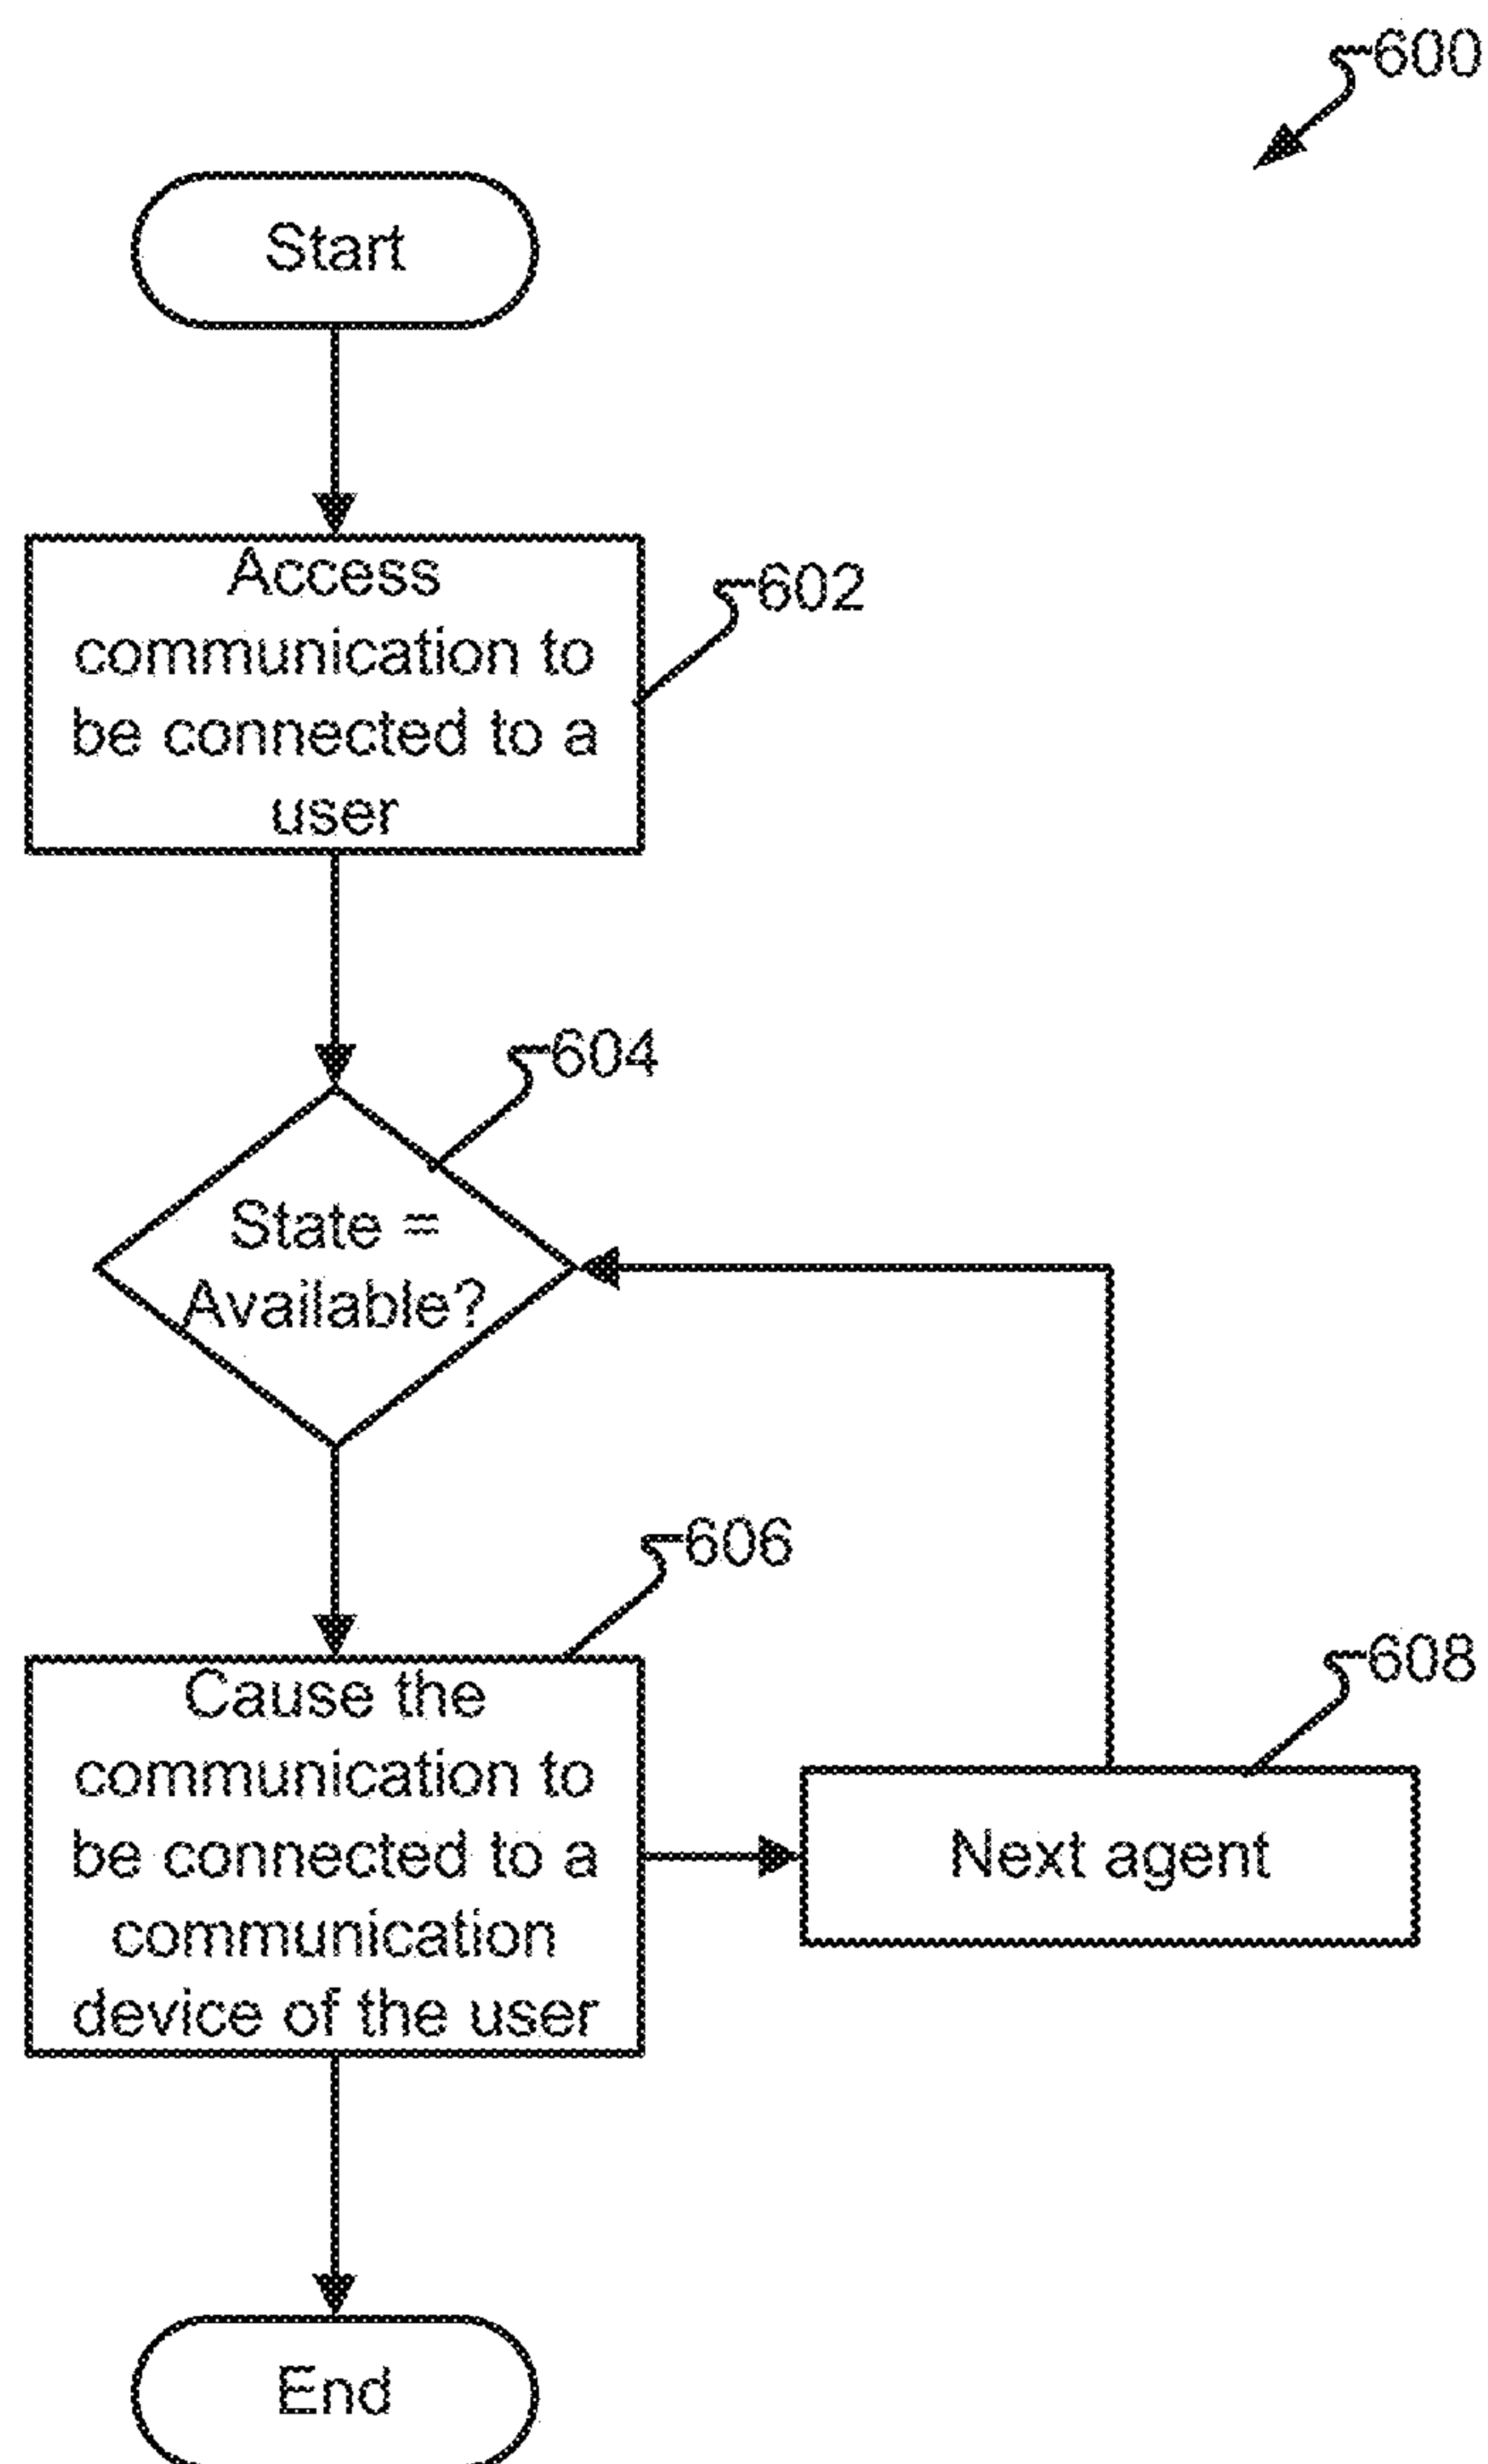 600
Start
Access
communication to
be connected to a
user
602
604
State =
Available?
606
Cause the
communication to
be connected to a
communication
device of the user
608
Next agent
End